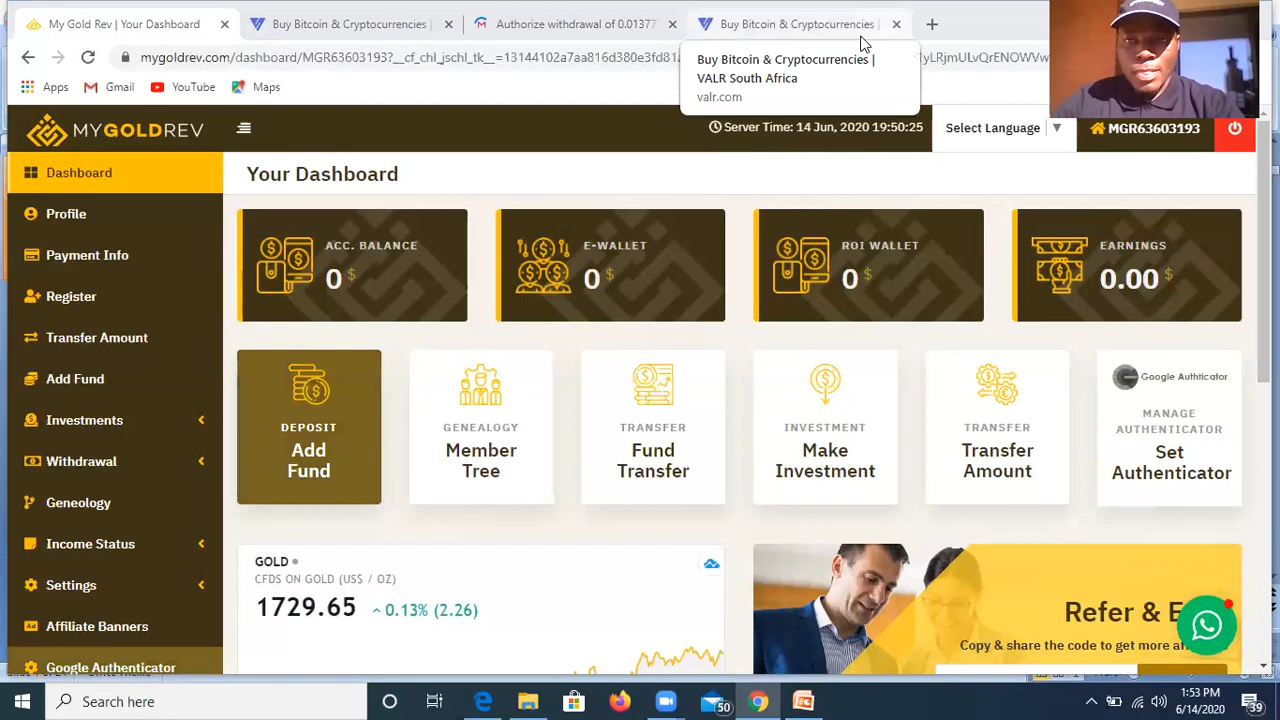 My Gold Rev | Your Dashboard
Buy Bitcoin & Cryptocurrencies |
Authorize withdrawal of 0.01377
Buy Bitcoin & Cryptocurrencies |
mygoldrev.com/dashboard/MGR63603193?__cf_chl_jschl_tk__=13144102a7aa816d380e3fd81
Buy Bitcoin & Cryptocurrencies |
VALR South Africa
valr.com
Apps
Gmail
YouTube
Maps
MYGOLDREV
Server Time: 14 Jun, 2020 19:50:25
Select Language
MGR63603193
Dashboard
Profile
Payment Info
Register
Transfer Amount
Add Fund
Investments
Withdrawal
Geneology
Income Status
Settings
Affiliate Banners
Google Authenticator
Your Dashboard
ACC. BALANCE
0 $
E-WALLET
0 $
ROI WALLET
0 $
EARNINGS
0.00 $
DEPOSIT
Add
Fund
GENEALOGY
Member
Tree
TRANSFER
Fund
Transfer
INVESTMENT
Make
Investment
TRANSFER
Transfer
Amount
Google Authticator
MANAGE
AUTHENTICATOR
Set
Authenticator
GOLD
CFDS ON GOLD (US$ / OZ)
1729.65
0.13% (2.26)
Refer & E
Copy & share the code to get more
Search here
50
1:53 PM
6/14/2020
39